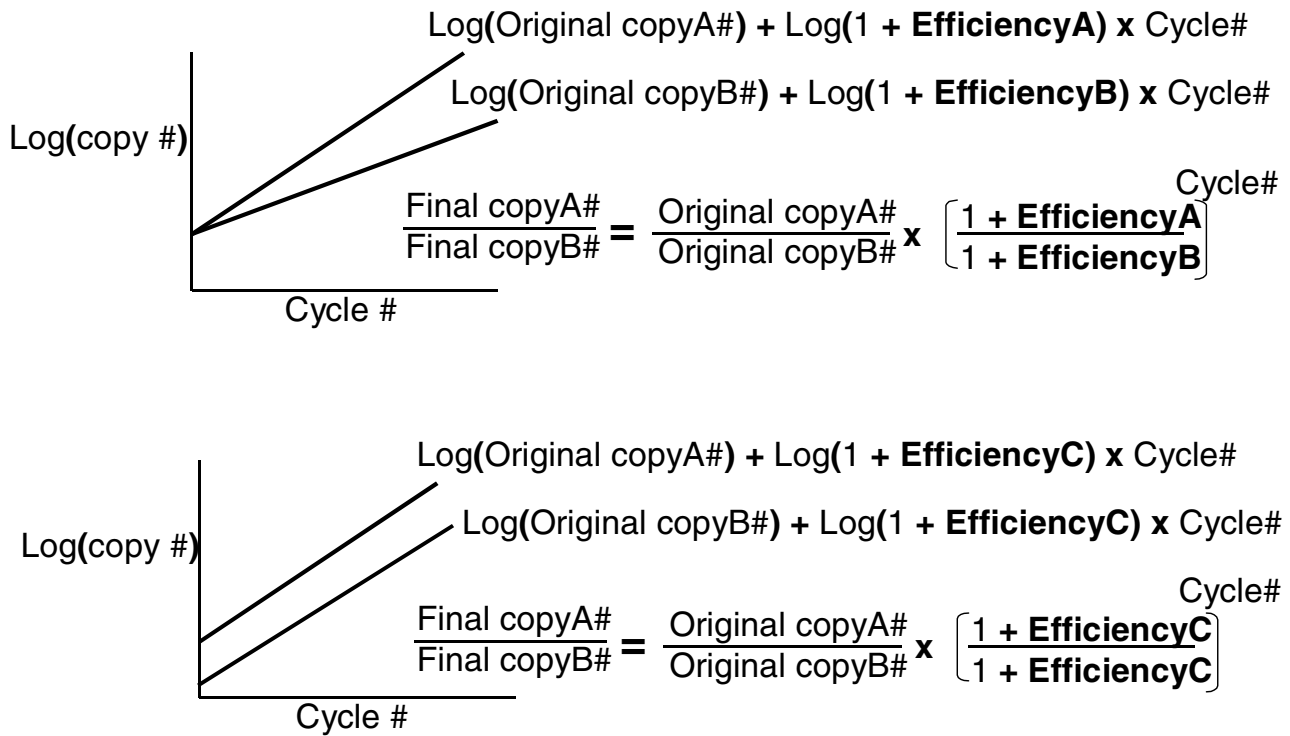 Log(Original copyA#) + Log(1 + EfficiencyA) x Cycle#
Log(Original copyB#) + Log(1 + EfficiencyB) x Cycle#
Log(copy #)
Cycle#
Final copyA# = Original copyA# x 1 + EfficiencyA
Final copyB# Original copyB# 1 + EfficiencyB
Cycle #
Log(Original copyA#) + Log(1 + EfficiencyC) x Cycle#
Log(Original copyB#) + Log(1 + EfficiencyC) x Cycle#
Log(copy #)
Cycle#
Final copyA# = Original copyA# x 1 + EfficiencyC
Final copyB# Original copyB# 1 + EfficiencyC
Cycle #